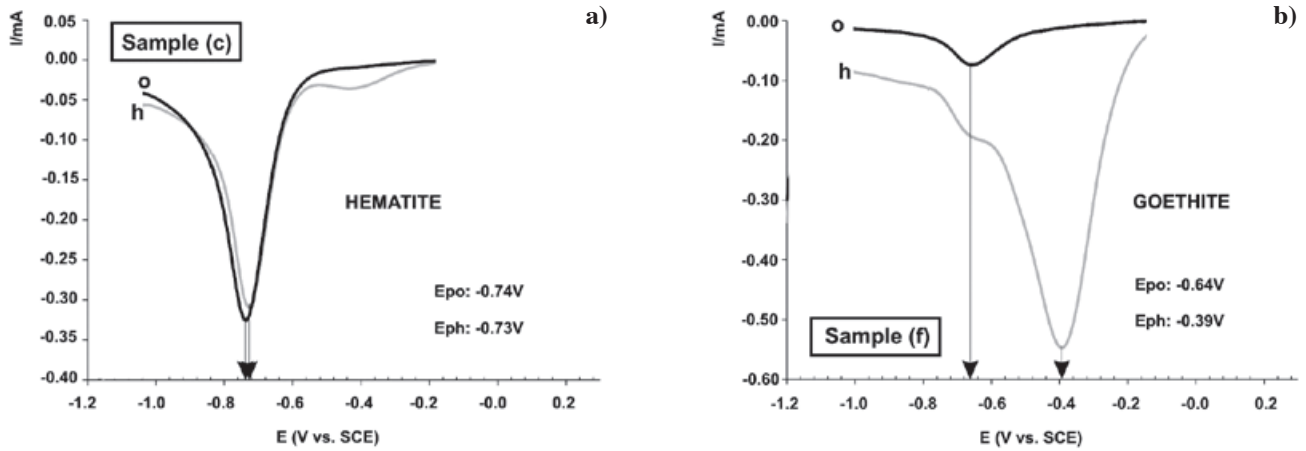 a)
I/mA
0.05
0.00
-0.05
-0.10
-0.15
-0.20
-0.25
-0.30
-0.35
-0.40
Sample (c)
o
h
HEMATITE
Epo: -0.74V
Eph: -0.73V
-1.2 -1.0 -0.8 -0.6 -0.4 -0.2 -0.0 0.2
E (V vs. SCE)
b)
I/mA
0.00
-0.10
-0.20
-0.30
-0.40
-0.50
-0.60
o
h
GOETHITE
Epo: -0.64V
Eph: -0.39V
Sample (f)
-1.2 -1.0 -0.8 -0.6 -0.4 -0.2 -0.0 0.2
E (V vs. SCE)